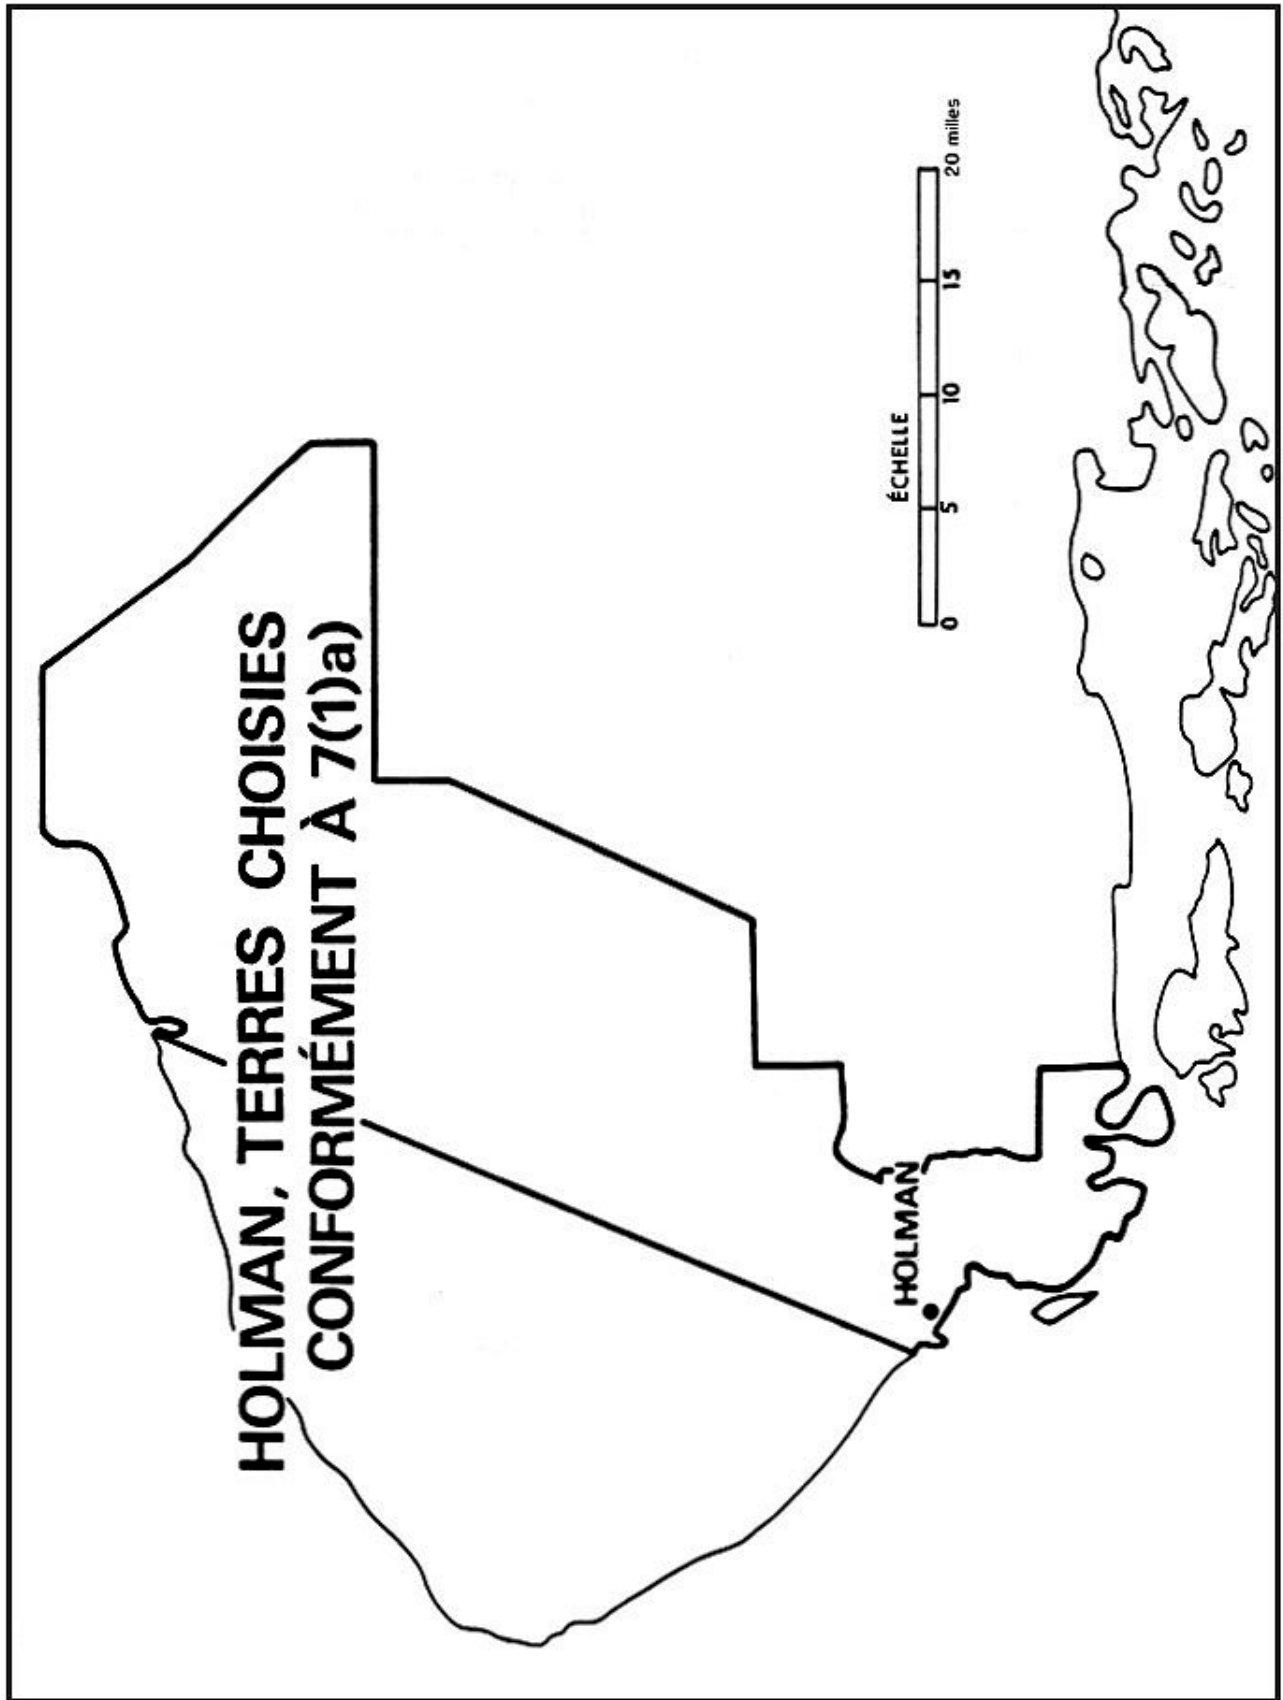 HOLMAN, TERRES CHOISIES
CONFORMÉMENT À 7(1)a)
HOLMAN
ÉCHELLE
0 5 10 15 20 milles